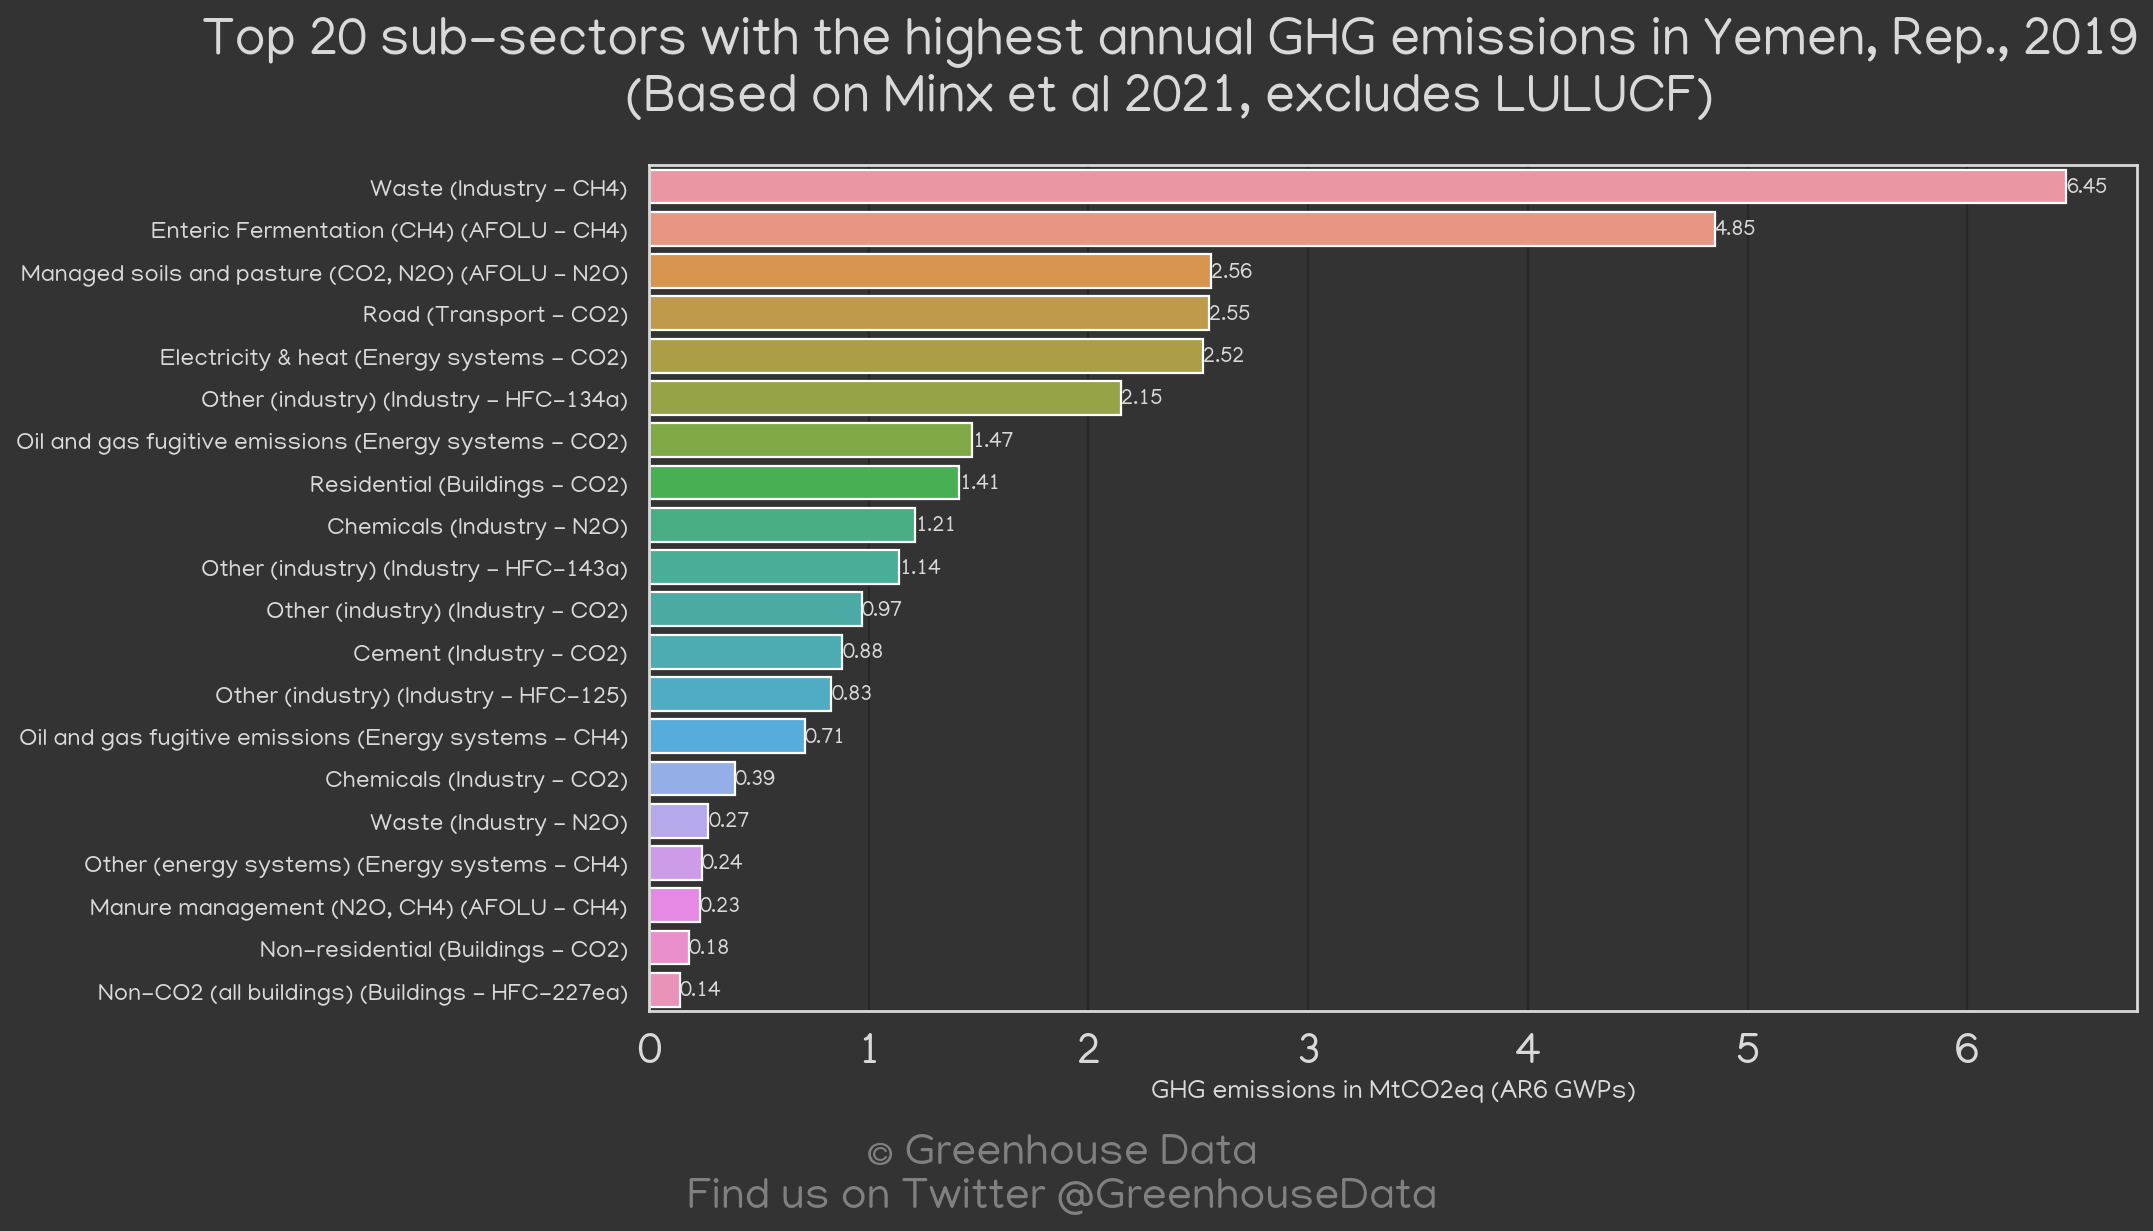 Top 20 sub-sectors with the highest annual GHG emissions in Yemen, Rep., 2019
(Based on Minx et al 2021, excludes LULUCF)
Waste (Industry - CH4) 6.45
Enteric Fermentation (CH4) (AFOLU - CH4) 4.85
Managed soils and pasture (CO2, N2O) (AFOLU - N2O) 2.56
Road (Transport - CO2) 2.55
Electricity & heat (Energy systems - CO2) 2.52
Other (industry) (Industry - HFC-134a) 2.15
Oil and gas fugitive emissions (Energy systems - CO2) 1.47
Residential (Buildings - CO2) 1.41
Chemicals (Industry - N2O) 1.21
Other (industry) (Industry - HFC-143a) 1.14
Other (industry) (Industry - CO2) 0.97
Cement (Industry - CO2) 0.88
Other (industry) (Industry - HFC-125) 0.83
Oil and gas fugitive emissions (Energy systems - CH4) 0.71
Chemicals (Industry - CO2) 0.39
Waste (Industry - N2O) 0.27
Other (energy systems) (Energy systems - CH4) 0.24
Manure management (N2O, CH4) (AFOLU - CH4) 0.23
Non-residential (Buildings - CO2) 0.18
Non-CO2 (all buildings) (Buildings - HFC-227ea) 0.14
0 1 2 3 4 5 6
GHG emissions in MtCO2eq (AR6 GWPs)
© Greenhouse Data
Find us on Twitter @GreenhouseData